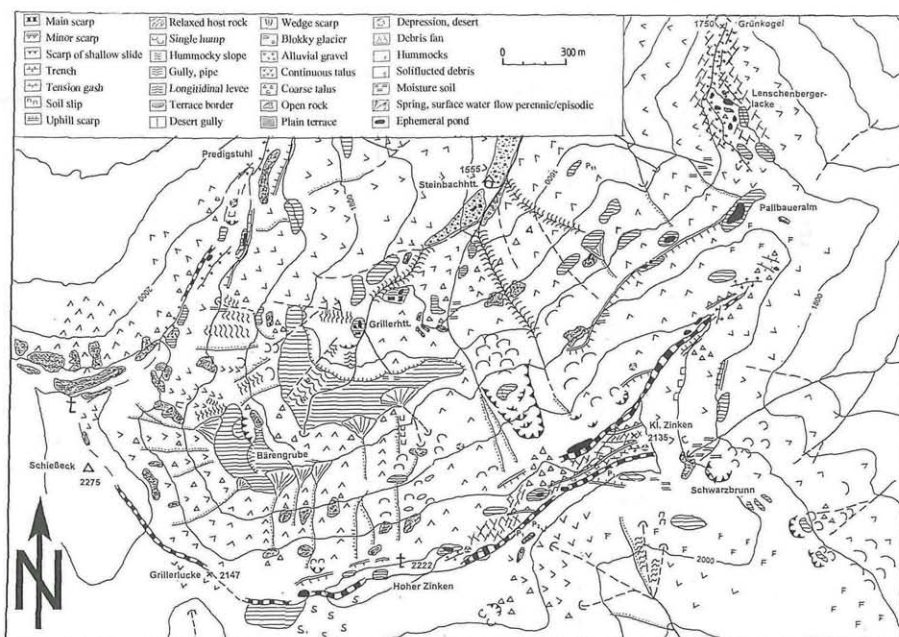 Main scarp
Minor scarp
Scarp of shallow slide
Trench
Tension gash
Soil slip
Uphill scarp
Relaxed host rock
Single hump
Hummocky slope
Gully, pipe
Longitidinal levee
Terrace border
Desert gully
Wedge scarp
Blokky glacier
Alluvial gravel
Continuous talus
Coarse talus
Open rock
Plain terrace
Depression, desert
Debris fan
Hummocks
Soliflucted debris
Moisture soil
Spring, surface water flow perennic/episodic
Ephemeral pond
0 300 m
1750
Grünkogel
Lenschenberger-
lacke
Predigstuhl
1555
Steinbachhtt.
Pallbaueralm
Grillerhtt.
Bärengrube
Schießeck
2275
Kl. Zinken
2135
Schwarzbrunn
Grillerlucke
2147
2222
Hoher Zinken
2000
2000
1800
N